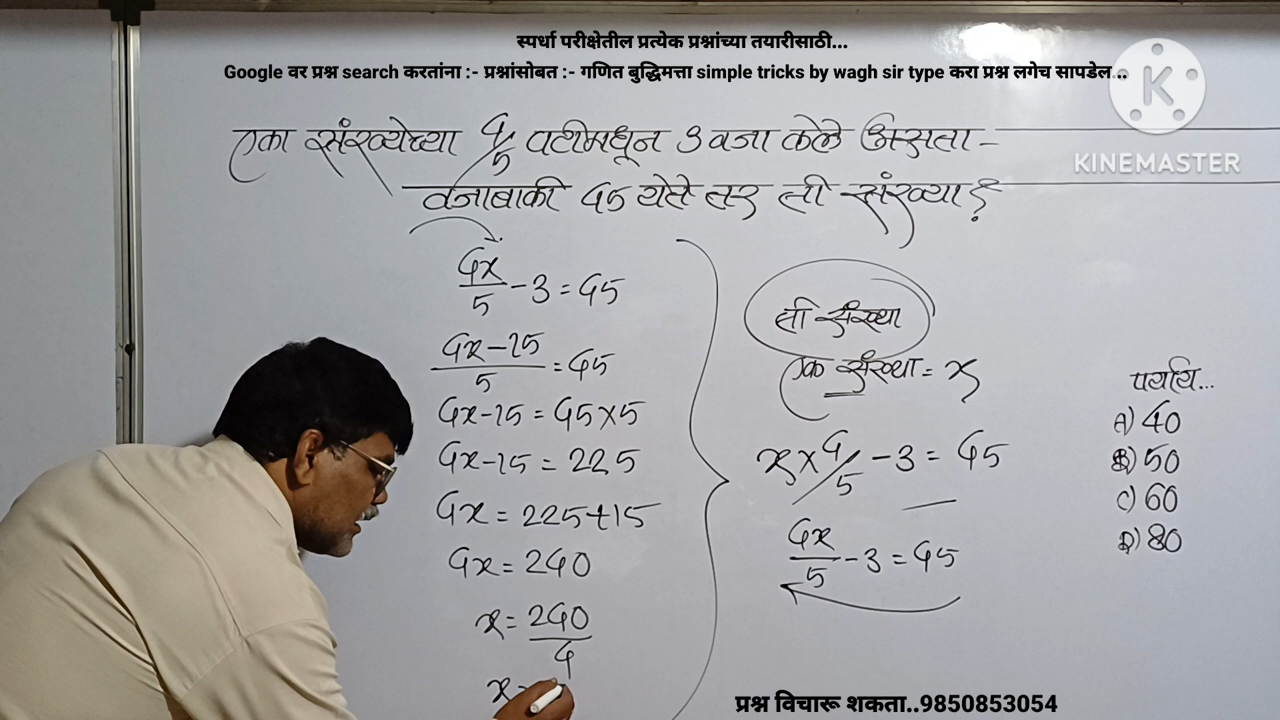 स्पर्धा परीक्षेतील प्रत्येक प्रश्नांच्या तयारीसाठी...
Google वर प्रश्न search करतांना :- प्रश्नांसोबत :- गणित बुद्धिमत्ता simple tricks by wagh sir type करा प्रश्न लगेच सापडेल...
K
KINEMASTER
एका संख्येच्या 4/5 पटीमधून 3 वजा केले असता -
वजाबाकी 45 येते तर ती संख्या?
4x/5 - 3 = 45
4x - 15/5 = 45
4x - 15 = 45 × 5
4x - 15 = 225
4x = 225 + 15
4x = 240
x = 240/4
x
ती संख्या
एक संख्या = x
x × 4/5 - 3 = 45
4x/5 - 3 = 45
पर्याय...
A) 40
B) 50
C) 60
D) 80
प्रश्न विचारू शकता..9850853054